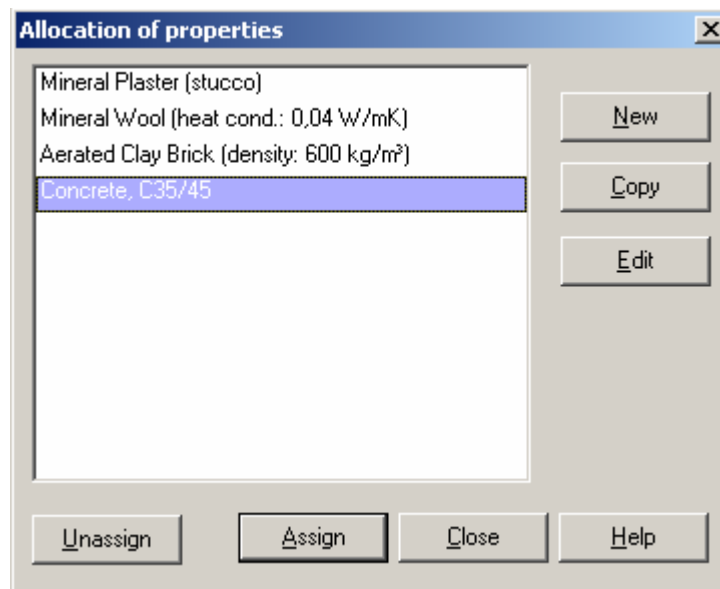 Allocation of properties
Mineral Plaster (stucco)
Mineral Wool (heat cond.: 0,04 W/mK)
Aerated Clay Brick (density: 600 kg/m³)
Concrete, C35/45
New
Copy
Edit
Unassign
Assign
Close
Help